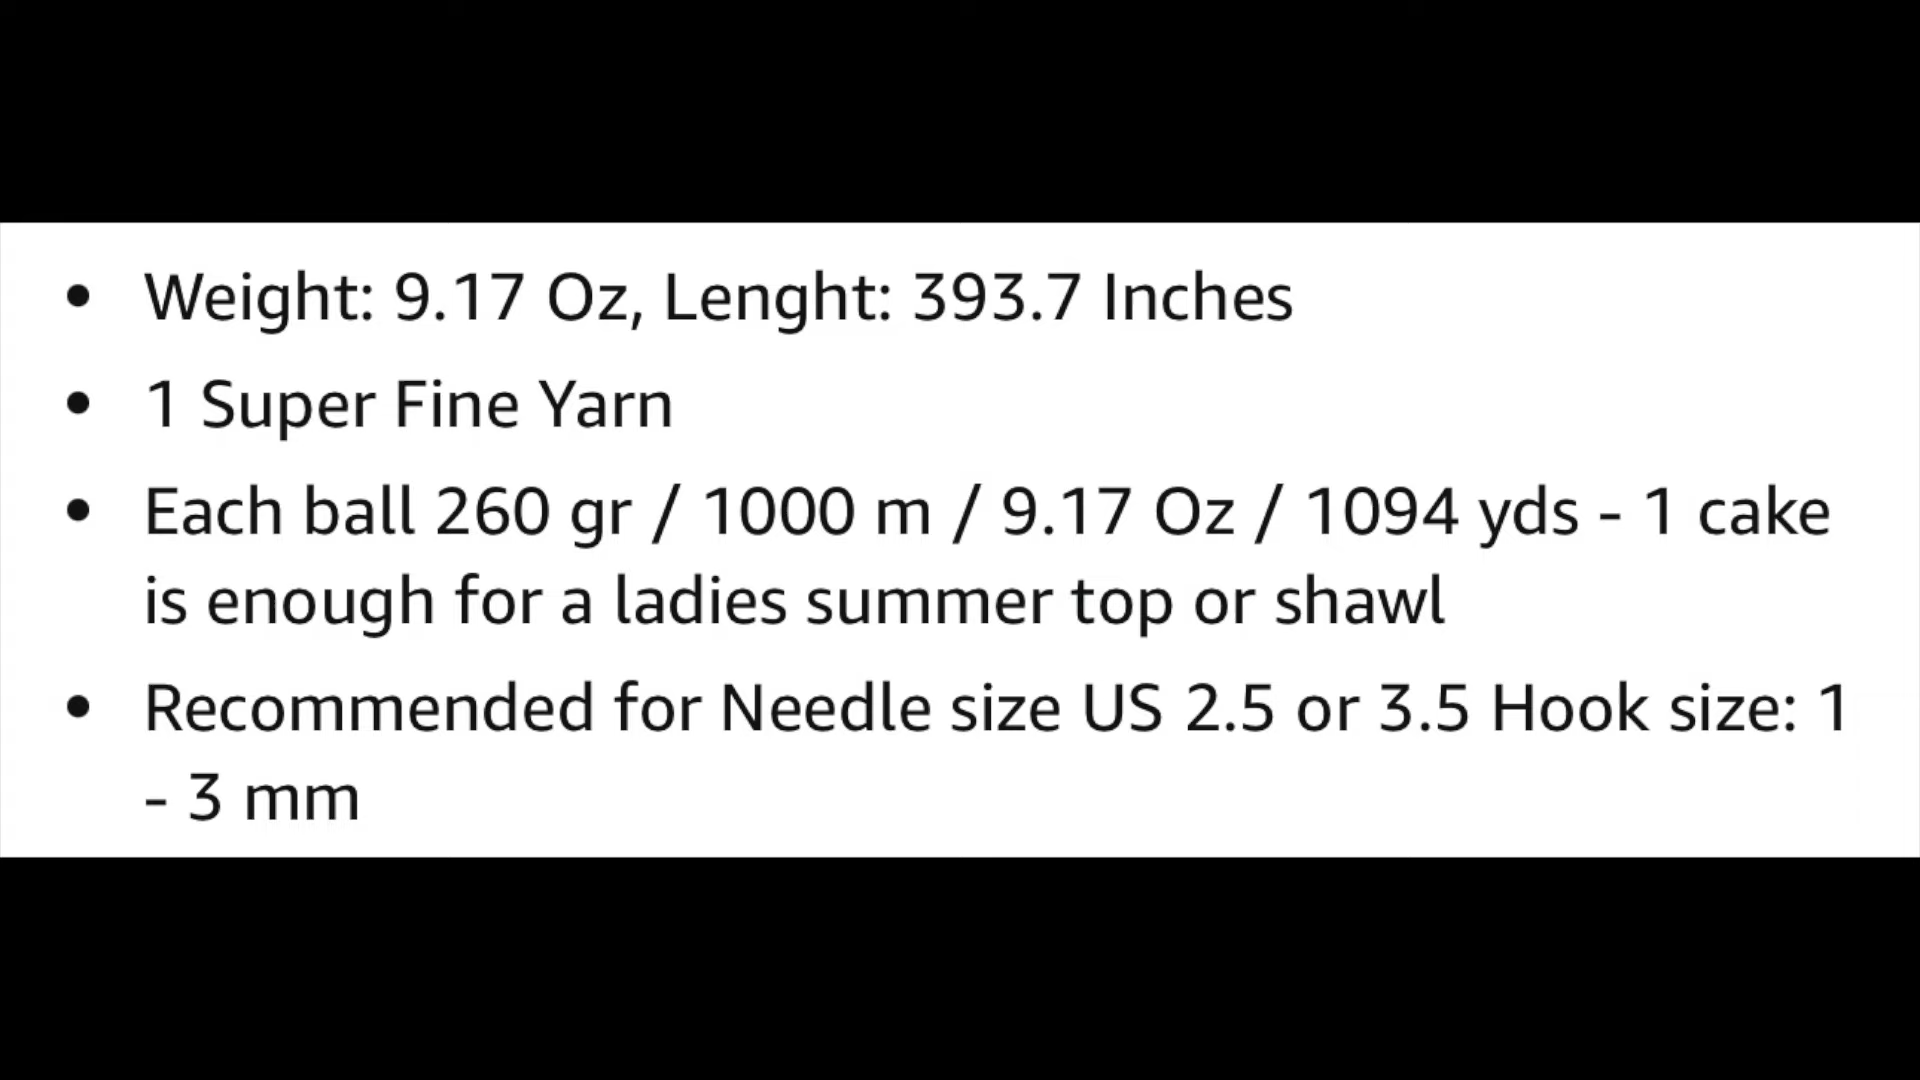 • Weight: 9.17 Oz, Lenght: 393.7 Inches
• 1 Super Fine Yarn
• Each ball 260 gr / 1000 m / 9.17 Oz / 1094 yds - 1 cake
is enough for a ladies summer top or shawl
• Recommended for Needle size US 2.5 or 3.5 Hook size: 1
- 3 mm